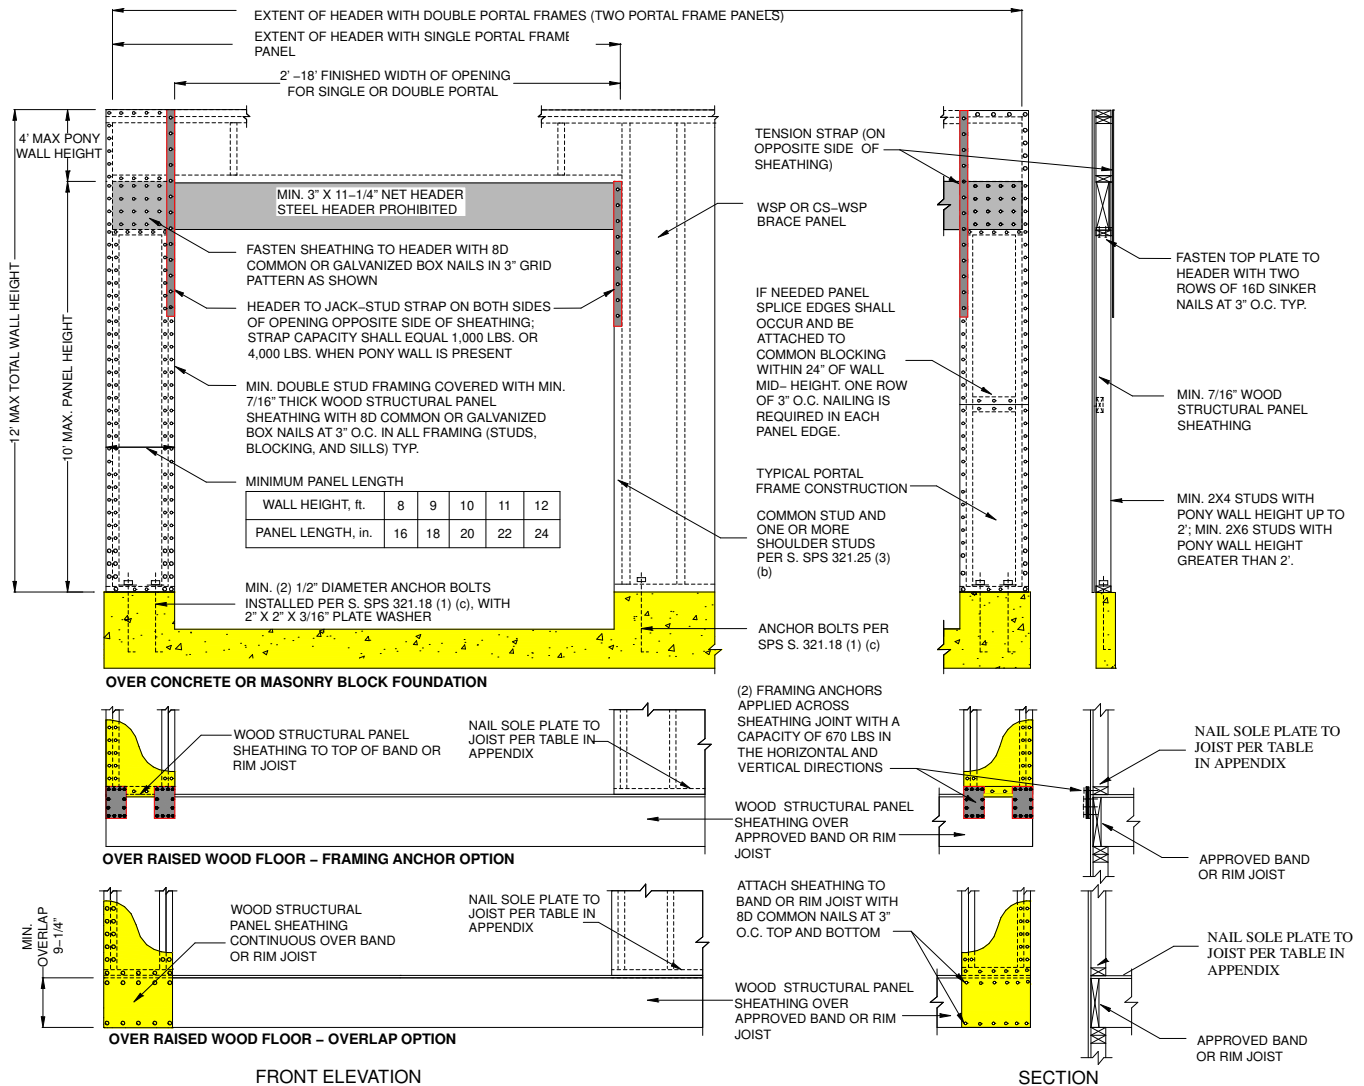 EXTENT OF HEADER WITH DOUBLE PORTAL FRAMES (TWO PORTAL FRAME PANELS)
EXTENT OF HEADER WITH SINGLE PORTAL FRAME
PANEL
2' –18' FINISHED WIDTH OF OPENING
FOR SINGLE OR DOUBLE PORTAL
4' MAX PONY
WALL HEIGHT
12' MAX TOTAL WALL HEIGHT
10' MAX. PANEL HEIGHT
MIN. 3” X 11–1/4” NET HEADER
STEEL HEADER PROHIBITED
FASTEN SHEATHING TO HEADER WITH 8D
COMMON OR GALVANIZED BOX NAILS IN 3” GRID
PATTERN AS SHOWN
HEADER TO JACK–STUD STRAP ON BOTH SIDES
OF OPENING OPPOSITE SIDE OF SHEATHING;
STRAP CAPACITY SHALL EQUAL 1,000 LBS. OR
4,000 LBS. WHEN PONY WALL IS PRESENT
MIN. DOUBLE STUD FRAMING COVERED WITH MIN.
7/16” THICK WOOD STRUCTURAL PANEL
SHEATHING WITH 8D COMMON OR GALVANIZED
BOX NAILS AT 3” O.C. IN ALL FRAMING (STUDS,
BLOCKING, AND SILLS) TYP.
MINIMUM PANEL LENGTH
WALL HEIGHT, ft. 8 9 10 11 12
PANEL LENGTH, in. 16 18 20 22 24
MIN. (2) 1/2” DIAMETER ANCHOR BOLTS
INSTALLED PER S. SPS 321.18 (1) (c), WITH
2” X 2” X 3/16” PLATE WASHER
TENSION STRAP (ON
OPPOSITE SIDE OF
SHEATHING)
WSP OR CS–WSP
BRACE PANEL
IF NEEDED PANEL
SPLICE EDGES SHALL
OCCUR AND BE
ATTACHED TO
COMMON BLOCKING
WITHIN 24” OF WALL
MID– HEIGHT. ONE ROW
OF 3” O.C. NAILING IS
REQUIRED IN EACH
PANEL EDGE.
TYPICAL PORTAL
FRAME CONSTRUCTION
COMMON STUD AND
ONE OR MORE
SHOULDER STUDS
PER S. SPS 321.25 (3)
(b)
ANCHOR BOLTS PER
SPS S. 321.18 (1) (c)
FASTEN TOP PLATE TO
HEADER WITH TWO
ROWS OF 16D SINKER
NAILS AT 3” O.C. TYP.
MIN. 7/16” WOOD
STRUCTURAL PANEL
SHEATHING
MIN. 2X4 STUDS WITH
PONY WALL HEIGHT UP TO
2'; MIN. 2X6 STUDS WITH
PONY WALL HEIGHT
GREATER THAN 2'.
OVER CONCRETE OR MASONRY BLOCK FOUNDATION
WOOD STRUCTURAL PANEL
SHEATHING TO TOP OF BAND OR
RIM JOIST
NAIL SOLE PLATE TO
JOIST PER TABLE IN
APPENDIX
(2) FRAMING ANCHORS
APPLIED ACROSS
SHEATHING JOINT WITH A
CAPACITY OF 670 LBS IN
THE HORIZONTAL AND
VERTICAL DIRECTIONS
WOOD STRUCTURAL PANEL
SHEATHING OVER
APPROVED BAND OR RIM
JOIST
NAIL SOLE PLATE TO
JOIST PER TABLE
IN APPENDIX
APPROVED BAND
OR RIM JOIST
OVER RAISED WOOD FLOOR – FRAMING ANCHOR OPTION
MIN.
OVERLAP
9–1/4”
WOOD STRUCTURAL
PANEL SHEATHING
CONTINUOUS OVER BAND
OR RIM JOIST
NAIL SOLE PLATE TO
JOIST PER TABLE IN
APPENDIX
ATTACH SHEATHING TO
BAND OR RIM JOIST WITH
8D COMMON NAILS AT 3”
O.C. TOP AND BOTTOM
WOOD STRUCTURAL PANEL
SHEATHING OVER
APPROVED BAND OR RIM
JOIST
NAIL SOLE PLATE TO
JOIST PER TABLE IN
APPENDIX
APPROVED BAND
OR RIM JOIST
OVER RAISED WOOD FLOOR – OVERLAP OPTION
FRONT ELEVATION
SECTION